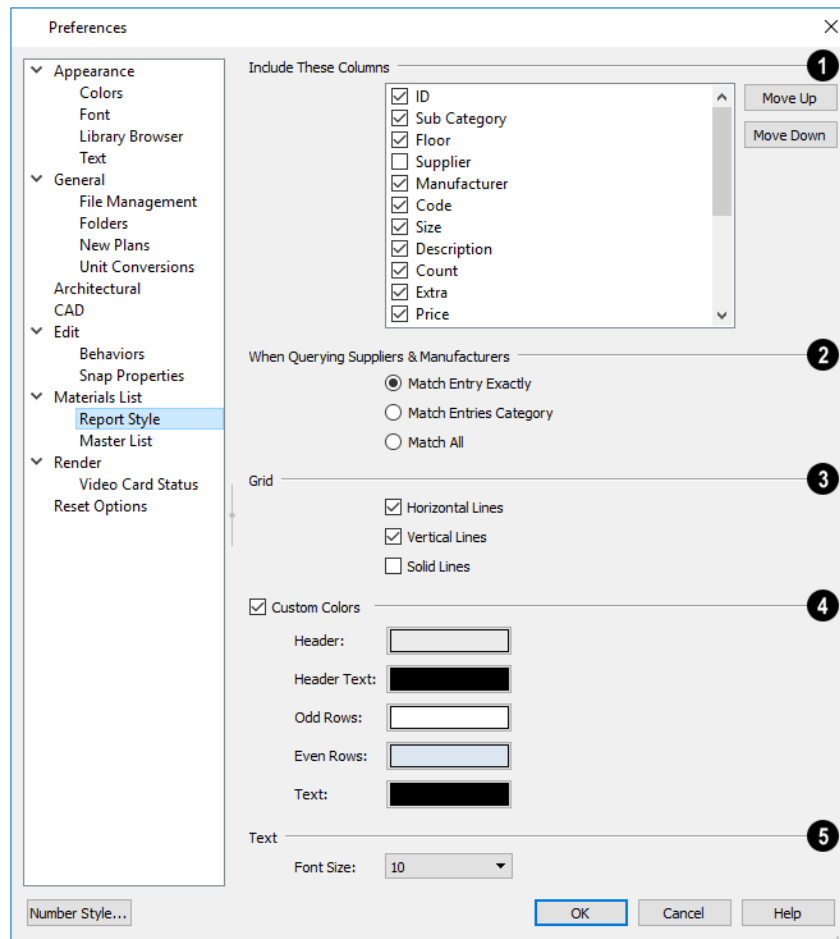 Preferences
Appearance
Colors
Font
Library Browser
Text
General
File Management
Folders
New Plans
Unit Conversions
Architectural
CAD
Edit
Behaviors
Snap Properties
Materials List
Report Style
Master List
Render
Video Card Status
Reset Options
Include These Columns
1
ID
Sub Category
Floor
Supplier
Manufacturer
Code
Size
Description
Count
Extra
Price
Move Up
Move Down
When Querying Suppliers & Manufacturers
2
Match Entry Exactly
Match Entries Category
Match All
Grid
3
Horizontal Lines
Vertical Lines
Solid Lines
Custom Colors
4
Header:
Header Text:
Odd Rows:
Even Rows:
Text:
Text
5
Font Size: 10
Number Style... OK Cancel Help